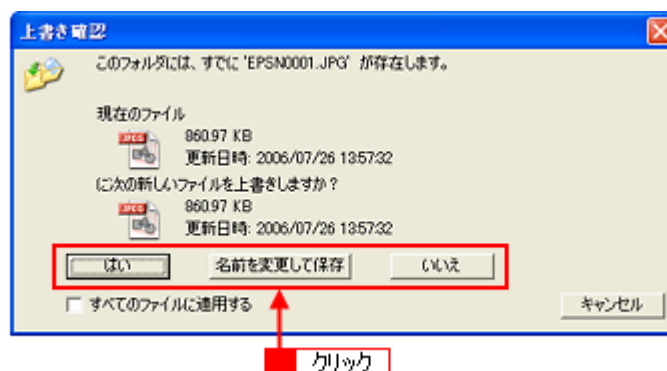 上書き確認
このフォルダには、すでに 'EPSN0001.JPG' が存在します。
現在のファイル
JPEG
860.97 KB
更新日時: 2006/07/26 13:57:32
に次の新しいファイルを上書きしますか？
JPEG
860.97 KB
更新日時: 2006/07/26 13:57:32
はい 名前を変更して保存 いいえ
すべてのファイルに適用する キャンセル
クリック